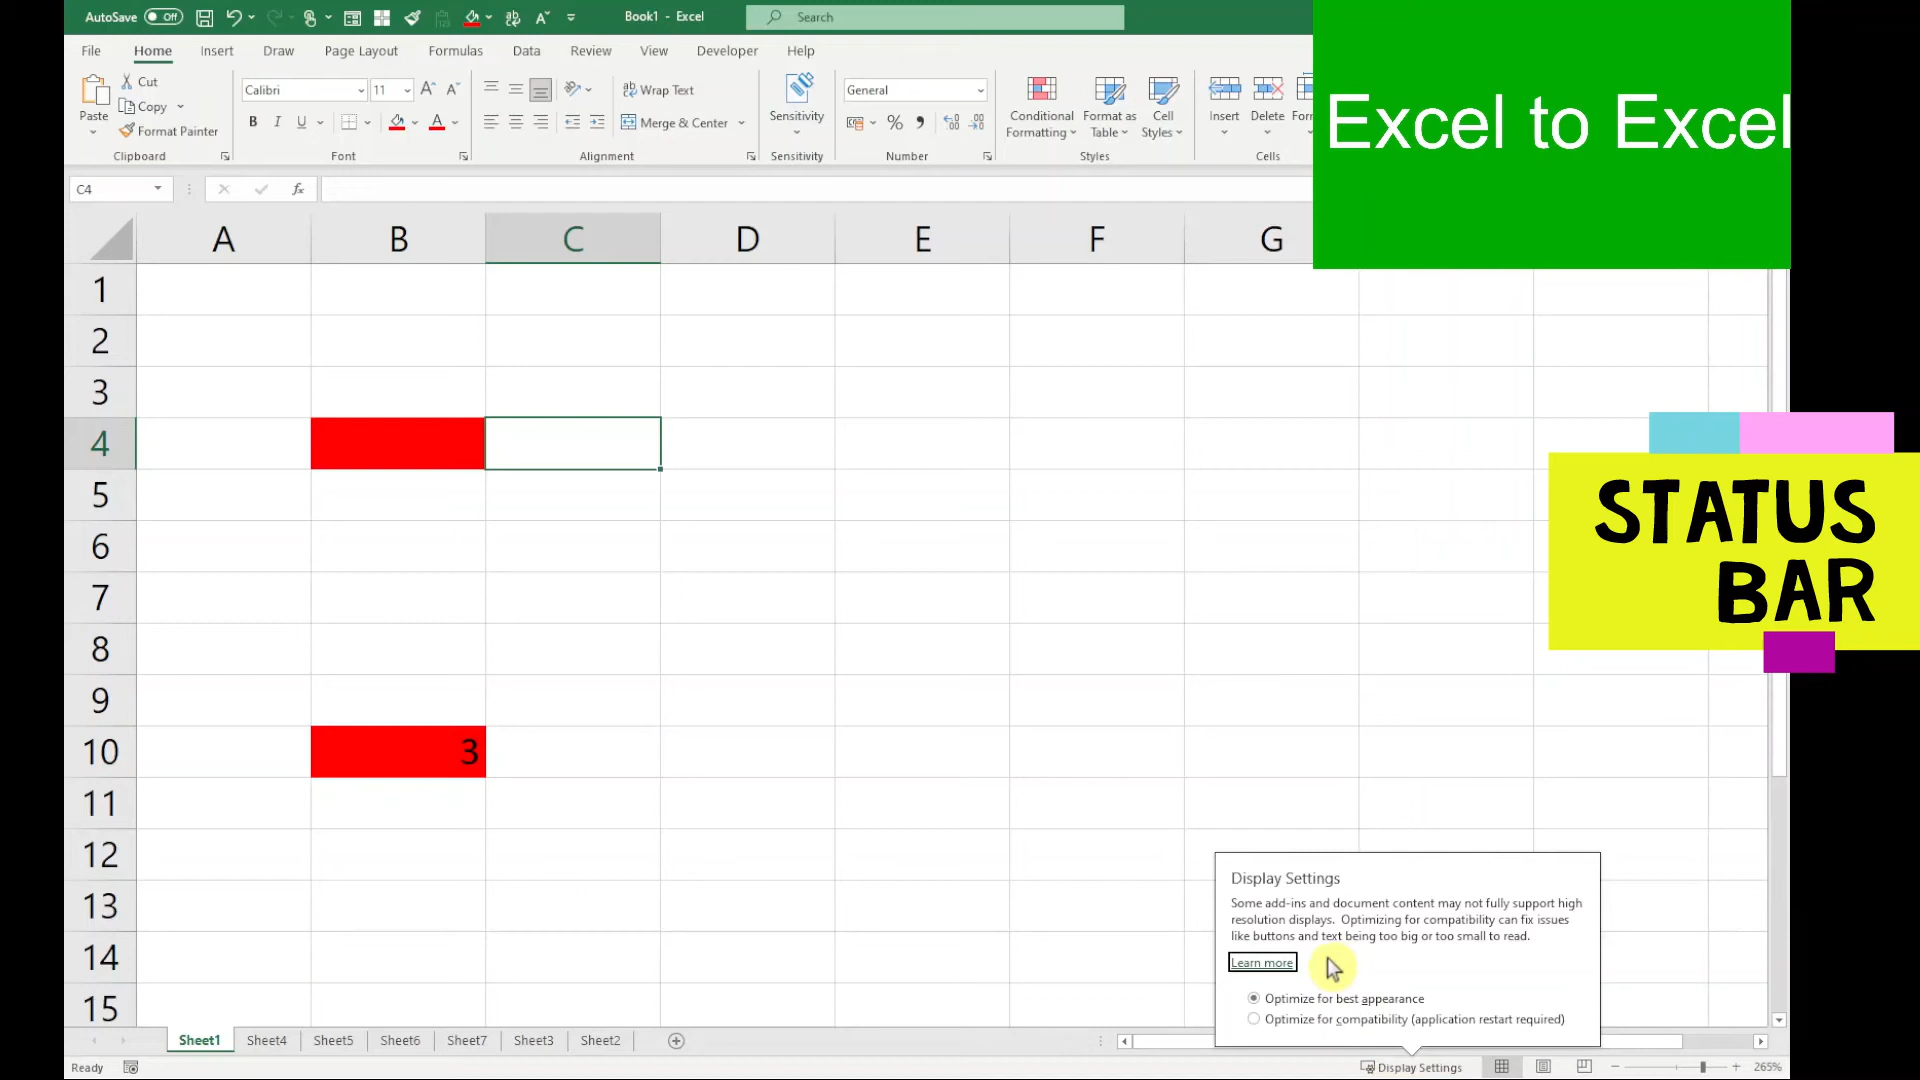 AutoSave Off Book1 - Excel Search
File Home Insert Draw Page Layout Formulas Data Review View Developer Help
Paste
Cut
Copy
Format Painter
Clipboard
Calibri 11
B I U A
Font
ab Wrap Text
Merge & Center
Alignment
Sensitivity
Sensitivity
General
% 9
Number
Conditional Formatting
Format as Table
Cell Styles
Styles
Insert Delete
Cells
Excel to Excel
C4 fx
A B C D E F G
1
2
3
4
5
6
7
8
9
10 3
11
12
13
14
15
STATUS
BAR
Display Settings
Some add-ins and document content may not fully support high
resolution displays. Optimizing for compatibility can fix issues
like buttons and text being too big or too small to read.
Learn more
Optimize for best appearance
Optimize for compatibility (application restart required)
Sheet1 Sheet4 Sheet5 Sheet6 Sheet7 Sheet3 Sheet2
Ready Display Settings 265%